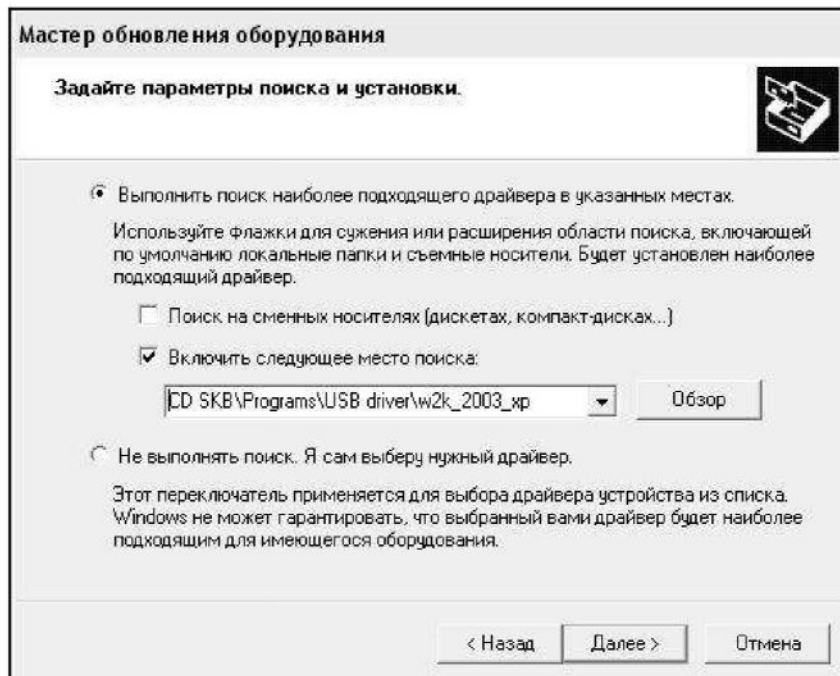 Мастер обновления оборудования
Задайте параметры поиска и установки.
Выполнить поиск наиболее подходящего драйвера в указанных местах.
Используйте флажки для сужения или расширения области поиска, включающей
по умолчанию локальные папки и съемные носители. Будет установлен наиболее
подходящий драйвер.
Поиск на сменных носителях (дискетах, компакт-дисках...)
Включить следующее место поиска:
CD SKB\Programs\USB driver\w2k_2003_xp
Обзор
Не выполнять поиск. Я сам выберу нужный драйвер.
Этот переключатель применяется для выбора драйвера устройства из списка.
Windows не может гарантировать, что выбранный вами драйвер будет наиболее
подходящим для имеющегося оборудования.
< Назад Далее > Отмена